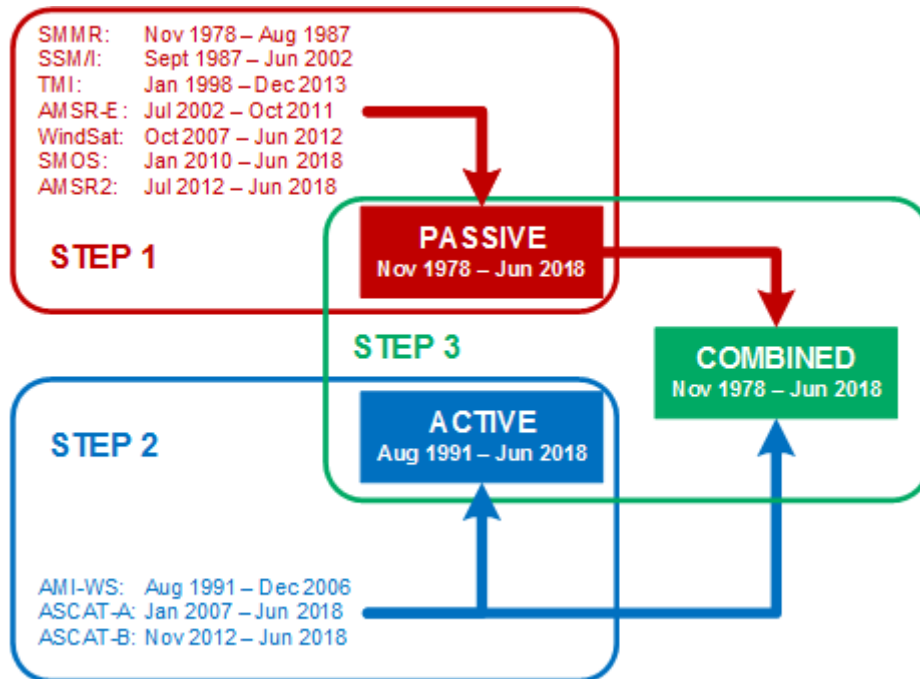 SMMR: Nov 1978 – Aug 1987
SSM/I: Sept 1987 – Jun 2002
TMI: Jan 1998 – Dec 2013
AMSR-E: Jul 2002 – Oct 2011
WindSat: Oct 2007 – Jun 2012
SMOS: Jan 2010 – Jun 2018
AMSR2: Jul 2012 – Jun 2018
STEP 1
PASSIVE
Nov 1978 – Jun 2018
STEP 3
COMBINED
Nov 1978 – Jun 2018
STEP 2
ACTIVE
Aug 1991 – Jun 2018
AMI-WS: Aug 1991 – Dec 2006
ASCAT-A: Jan 2007 – Jun 2018
ASCAT-B: Nov 2012 – Jun 2018